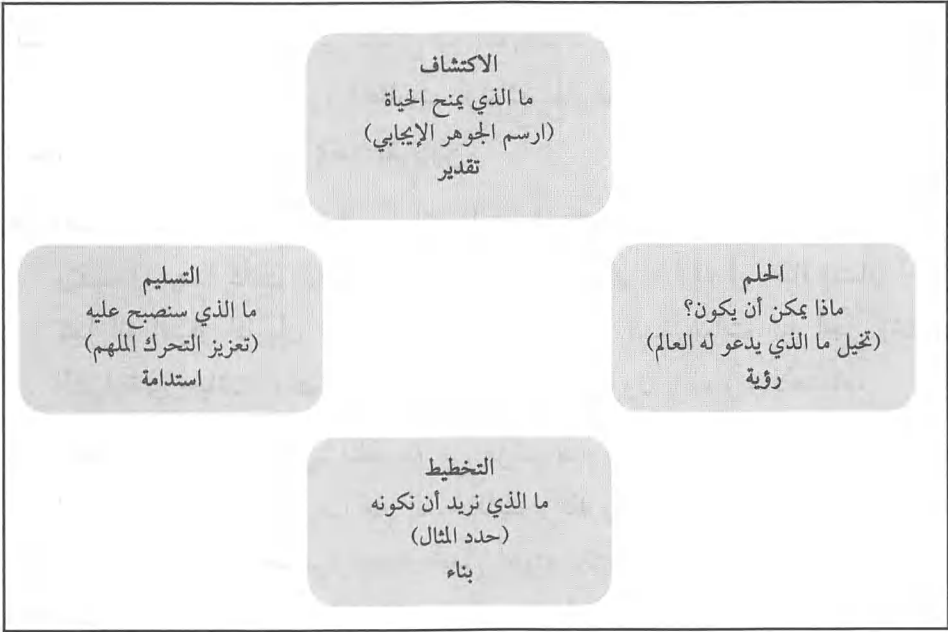 الاكتشاف
ما الذي يمنح الحياة
(ارسم الجوهر الإيجابي)
تقدير
الحلم
ماذا يمكن أن يكون؟
(تخيل ما الذي يدعو له العالم)
رؤية
التسليم
ما الذي سنصبح عليه
(تعزيز التحرك الملهم)
استدامة
التخطيط
ما الذي نريد أن نكونه
(حدد المثال)
بناء